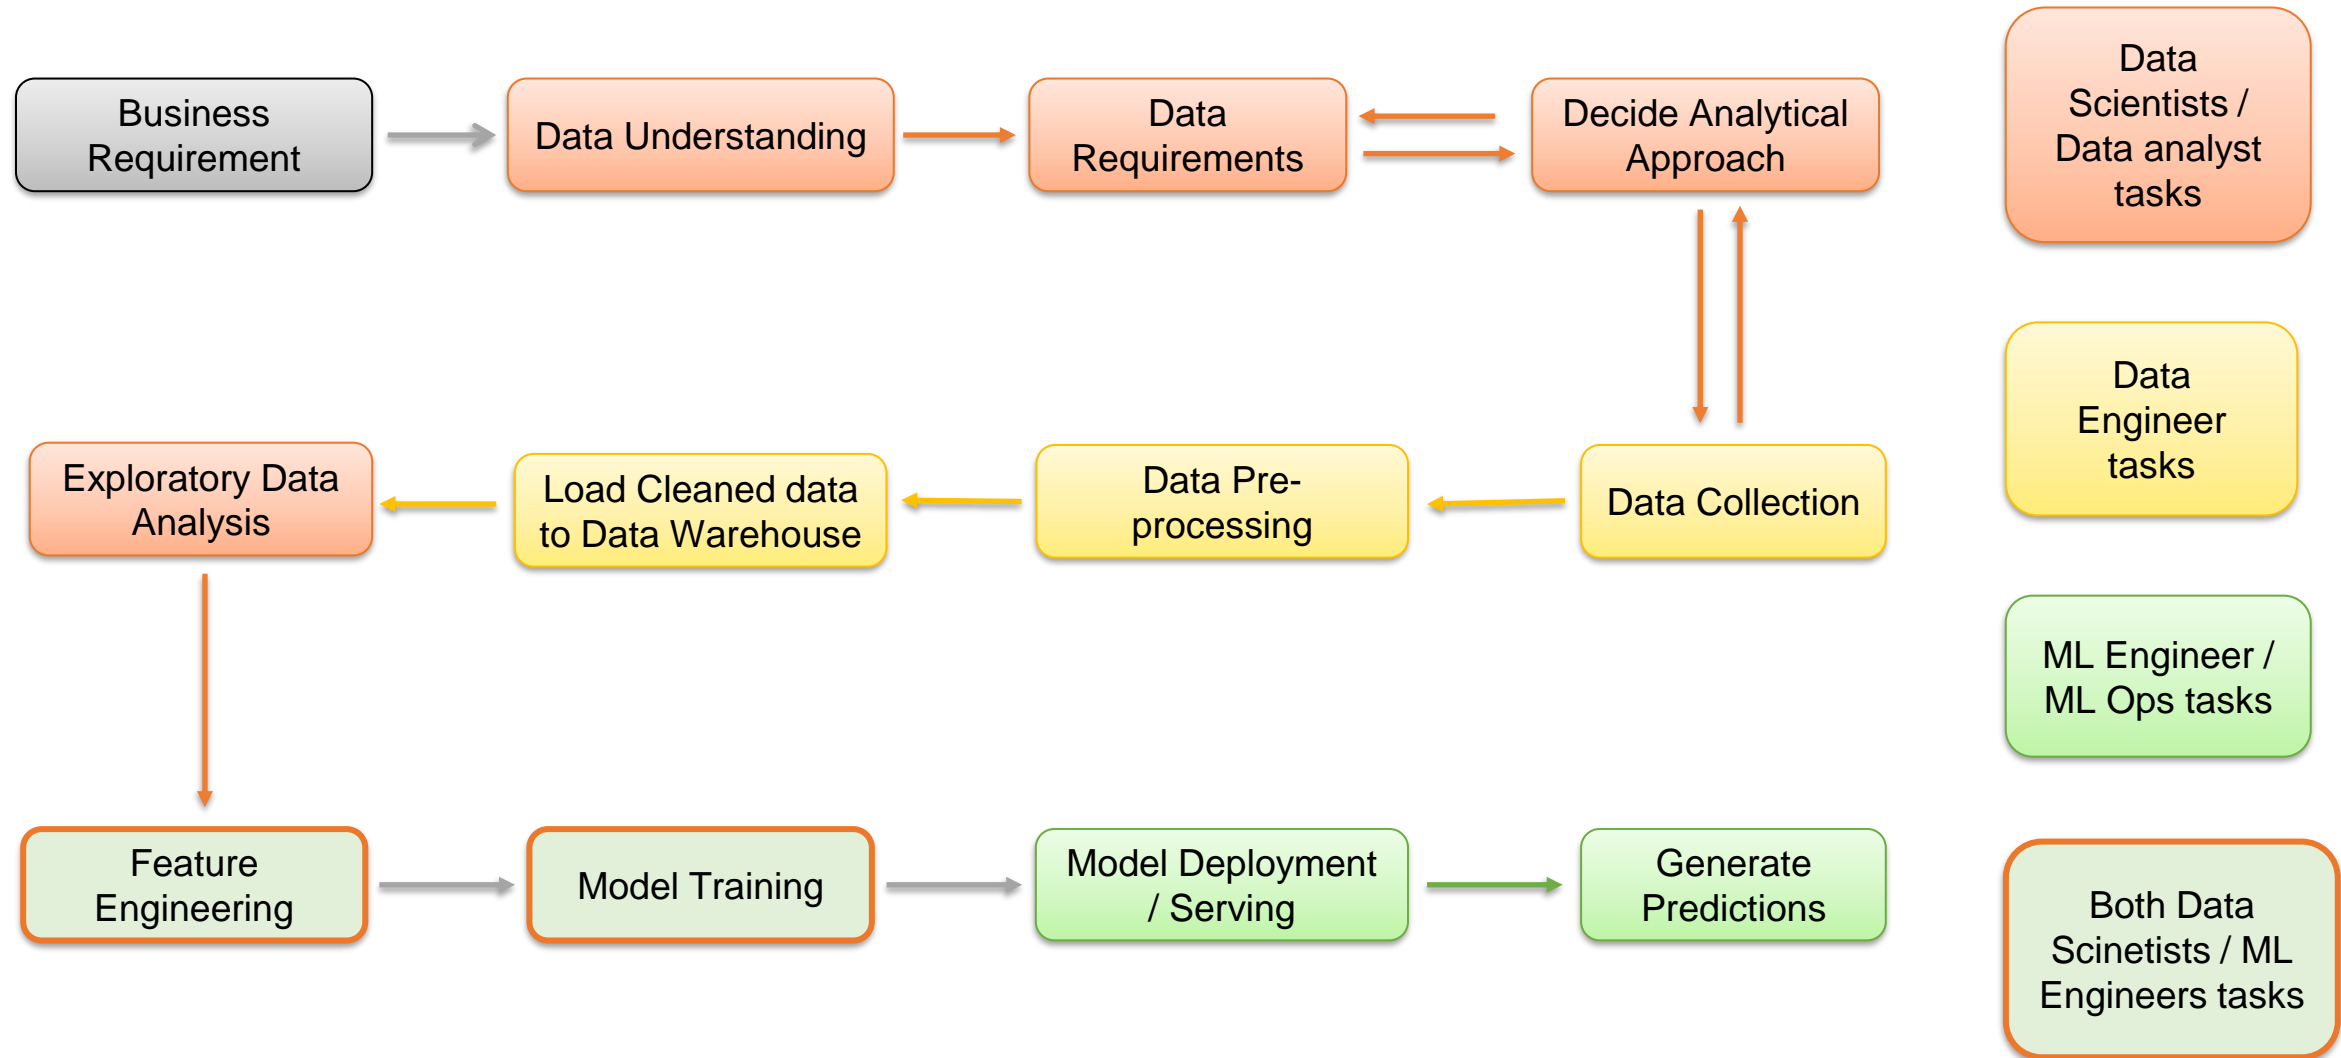 Business
Requirement
Data Understanding
Data
Requirements
Decide Analytical
Approach
Data
Scientists /
Data analyst
tasks
Exploratory Data
Analysis
Load Cleaned data
to Data Warehouse
Data Pre-
processing
Data Collection
Data
Engineer
tasks
ML Engineer /
ML Ops tasks
Feature
Engineering
Model Training
Model Deployment
/ Serving
Generate
Predictions
Both Data
Scinetists / ML
Engineers tasks